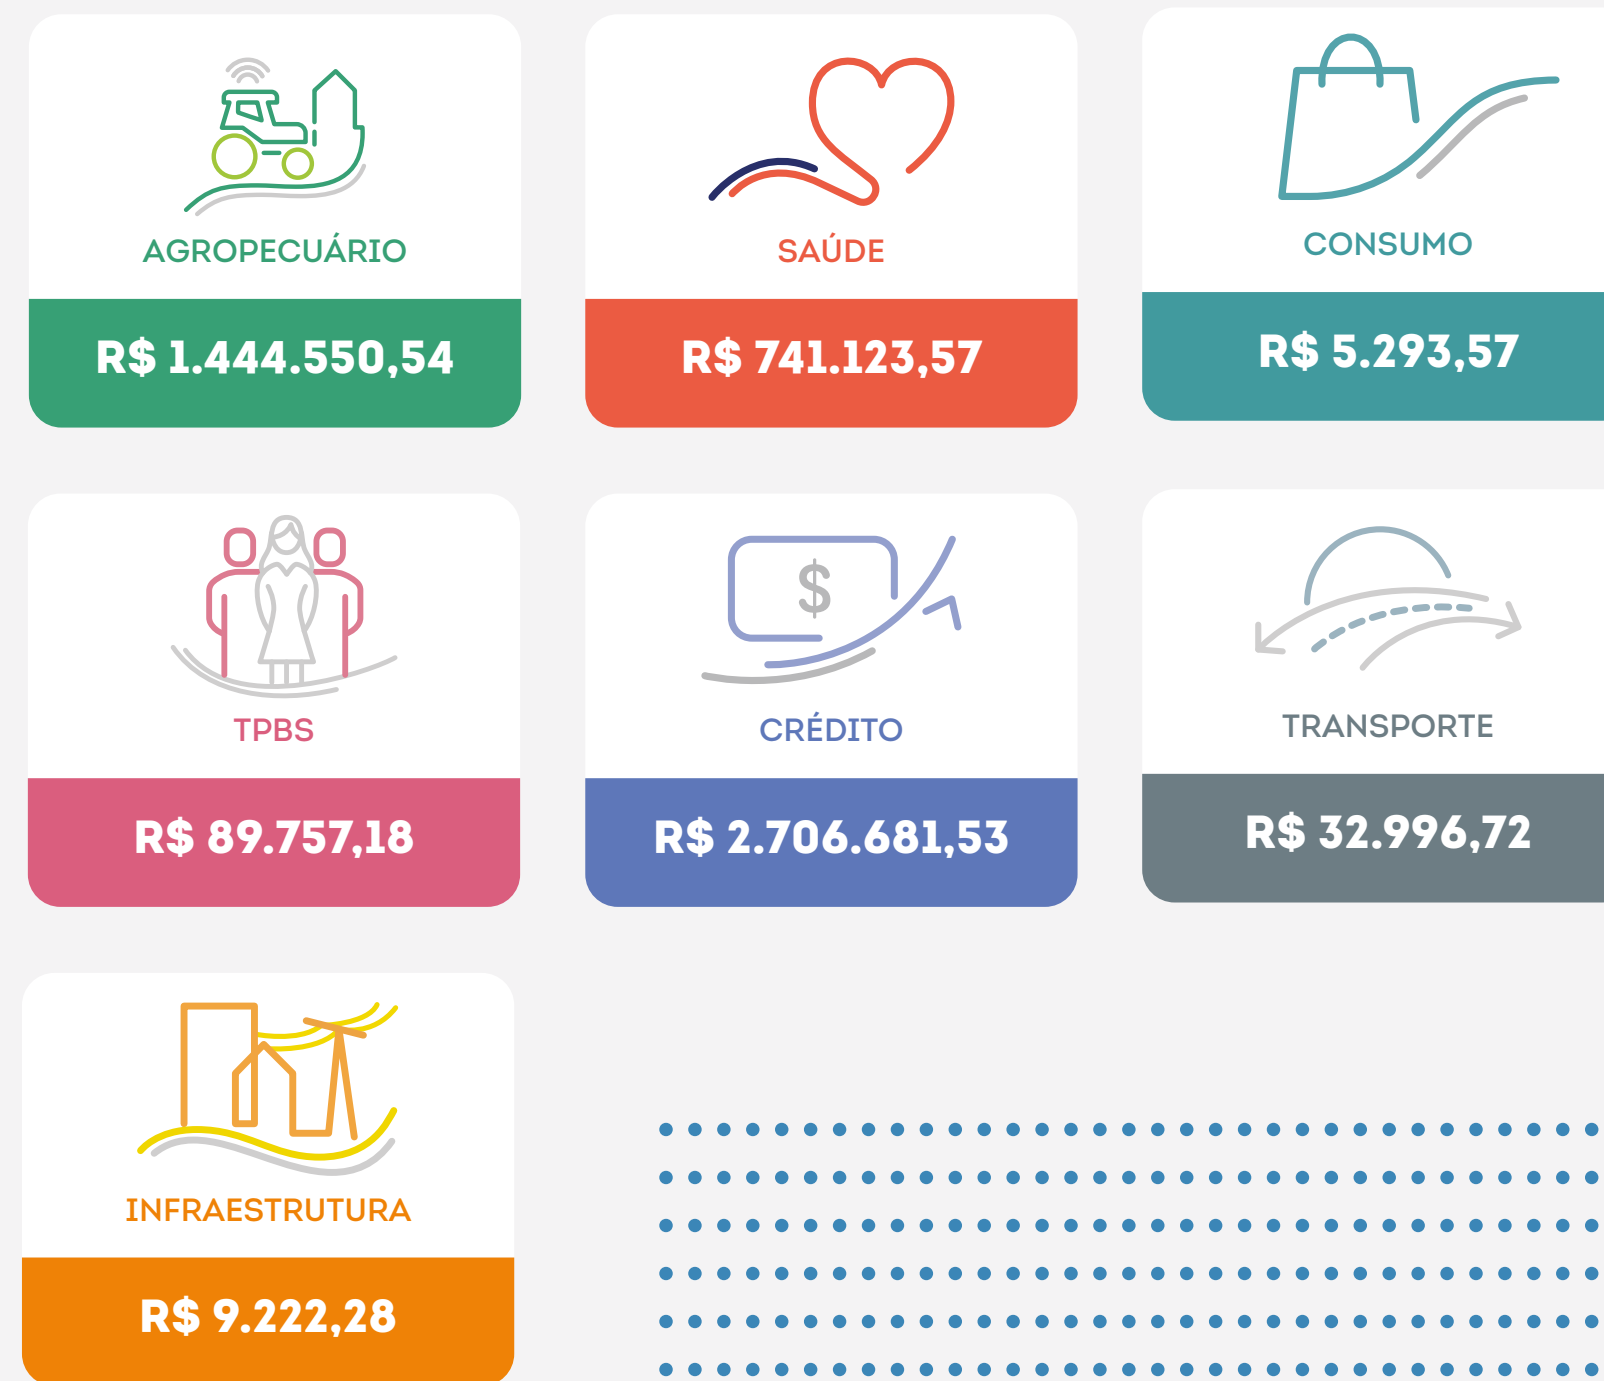 AGROPECUÁRIO
R$ 1.444.550,54
SAÚDE
R$ 741.123,57
CONSUMO
R$ 5.293,57
TPBS
R$ 89.757,18
$
CRÉDITO
R$ 2.706.681,53
TRANSPORTE
R$ 32.996,72
INFRAESTRUTURA
R$ 9.222,28